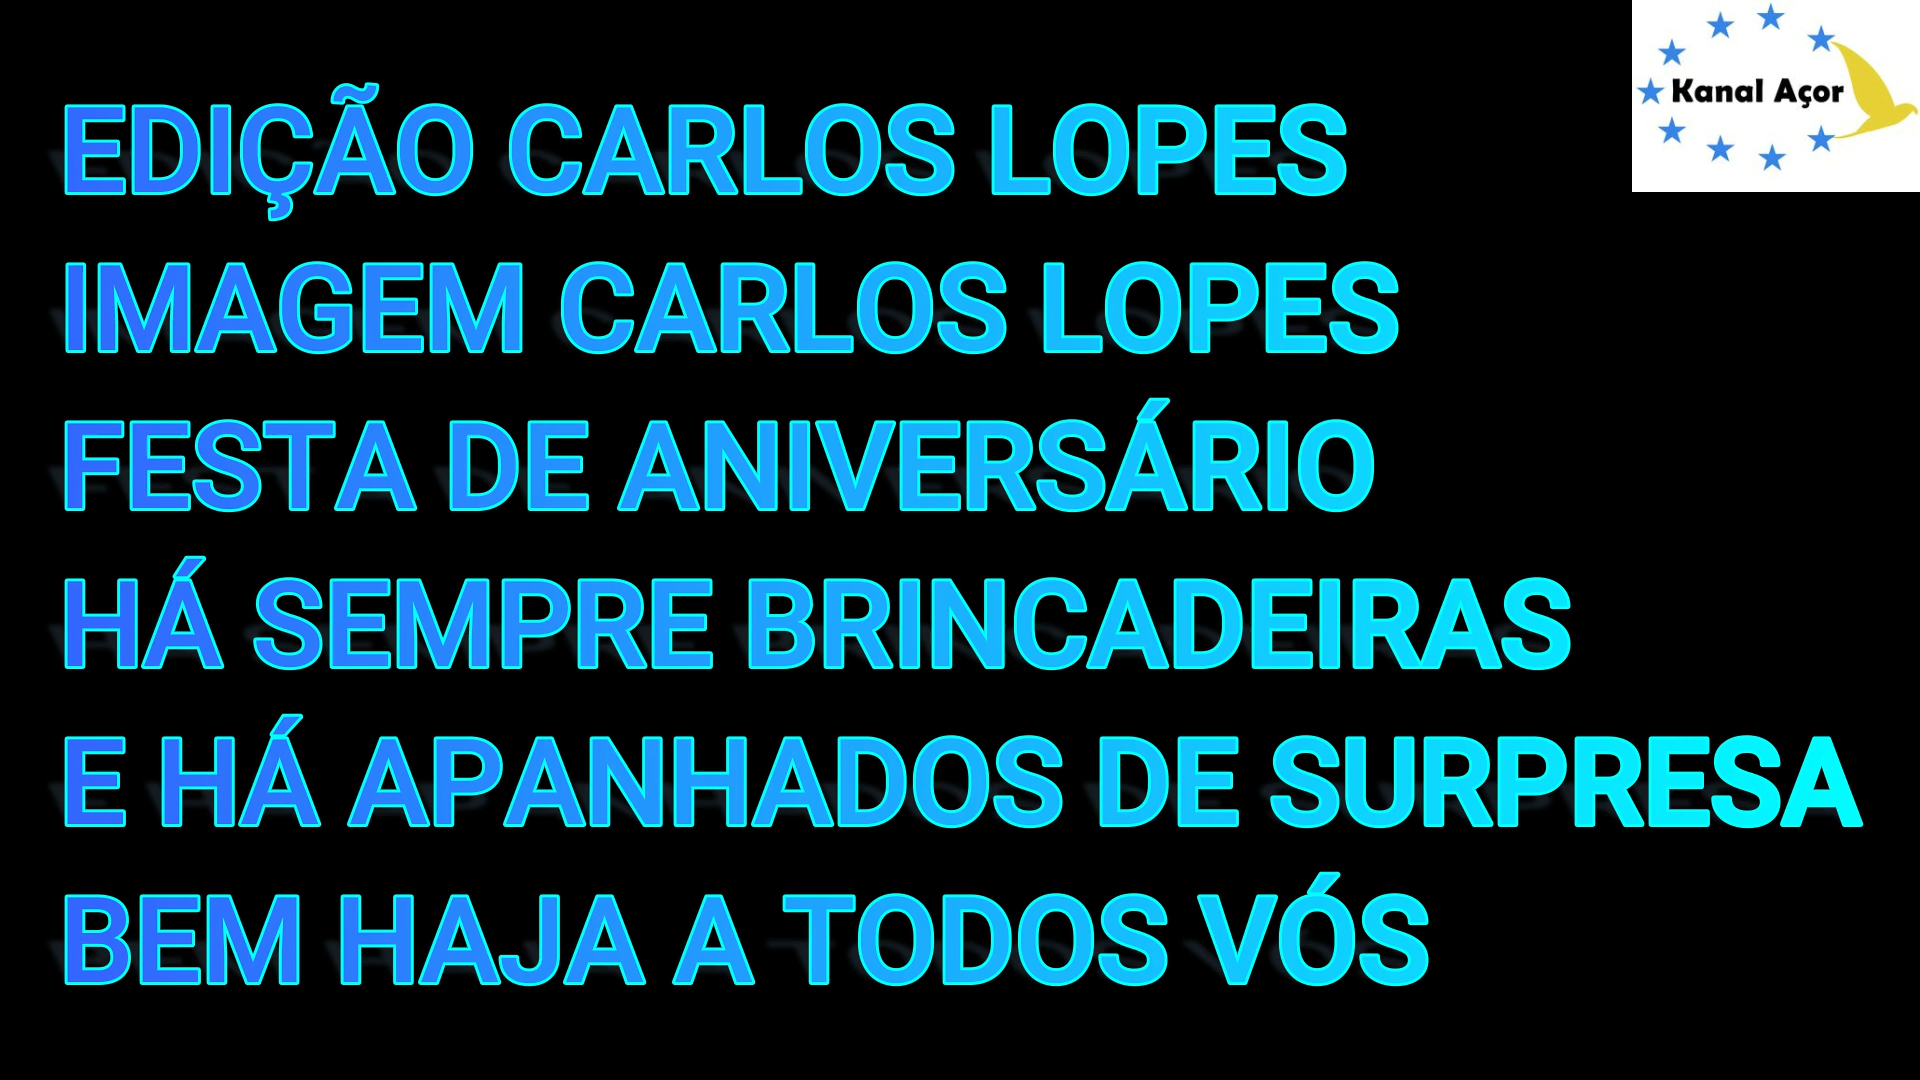 Kanal Açor
EDIÇÃO CARLOS LOPES
IMAGEM CARLOS LOPES
FESTA DE ANIVERSÁRIO
HÁ SEMPRE BRINCADEIRAS
E HÁ APANHADOS DE SURPRESA
BEM HAJA A TODOS VÓS